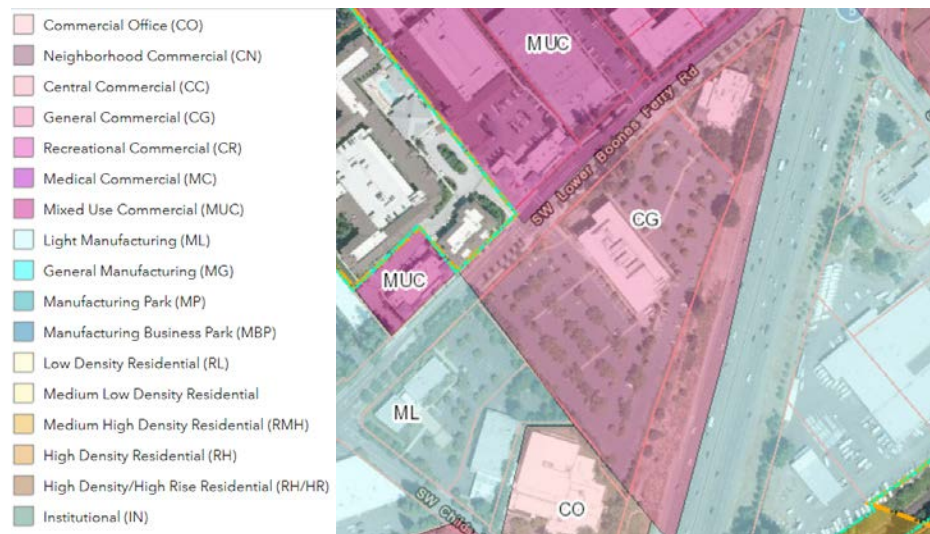 Commercial Office (CO)
Neighborhood Commercial (CN)
Central Commercial (CC)
General Commercial (CG)
Recreational Commercial (CR)
Medical Commercial (MC)
Mixed Use Commercial (MUC)
Light Manufacturing (ML)
General Manufacturing (MG)
Manufacturing Park (MP)
Manufacturing Business Park (MBP)
Low Density Residential (RL)
Medium Low Density Residential
Medium High Density Residential (RMH)
High Density Residential (RH)
High Density/High Rise Residential (RH/HR)
Institutional (IN)
MUC
SW Lower Boones Ferry Rd
CG
MUC
ML
CO
SW Childs